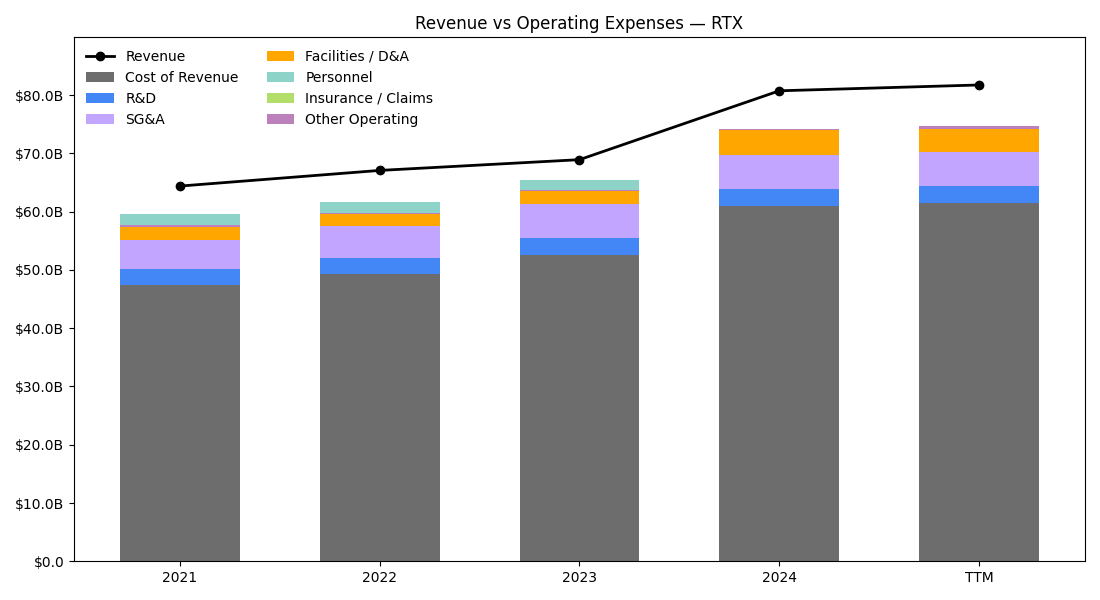 Revenue vs Operating Expenses — RTX
Revenue
Cost of Revenue
R&D
SG&A
Facilities / D&A
Personnel
Insurance / Claims
Other Operating
$80.0B
$70.0B
$60.0B
$50.0B
$40.0B
$30.0B
$20.0B
$10.0B
$0.0
2021 2022 2023 2024 TTM